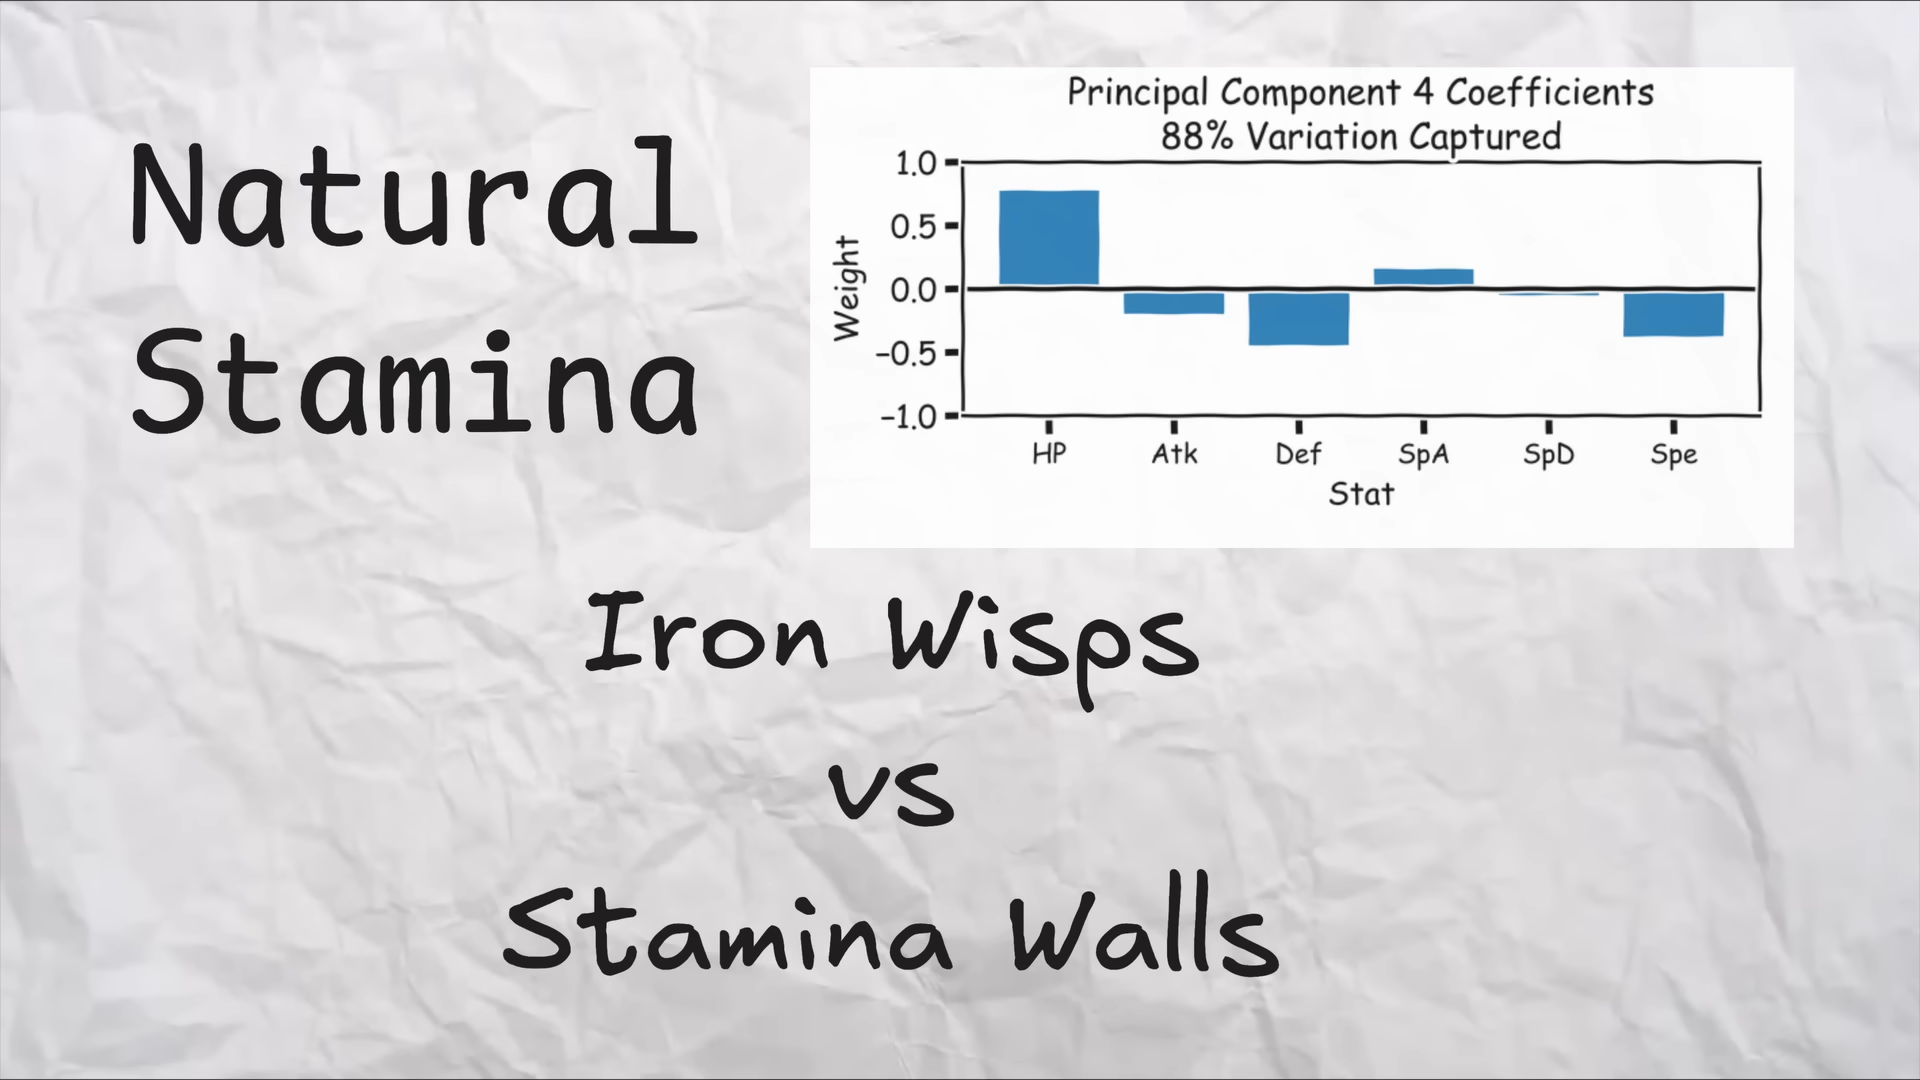 Natural
Stamina
Principal Component 4 Coefficients
88% Variation Captured
1.0
0.5
0.0
−0.5
−1.0
Weight
HP Atk Def SpA SpD Spe
Stat
Iron Wisps
vs
Stamina Walls